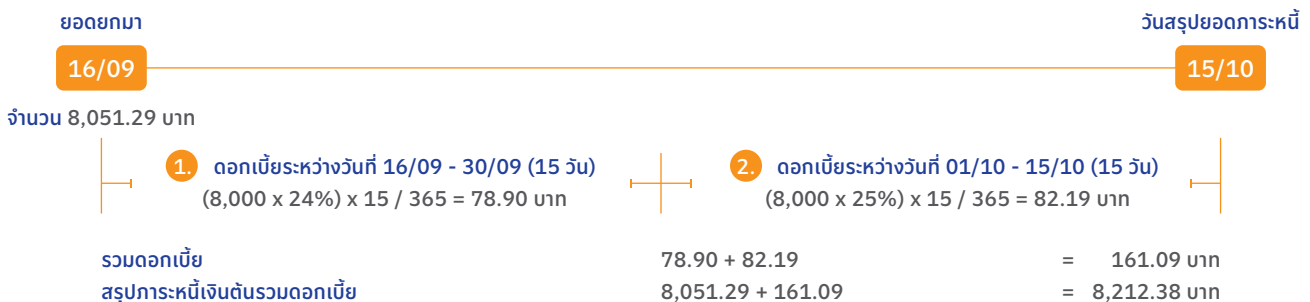 ยอดยกมา
วันสรุปยอดภาระหนี้
16/09
15/10
จำนวน 8,051.29 บาท
1. ดอกเบี้ยระหว่างวันที่ 16/09 - 30/09 (15 วัน)
(8,000 x 24%) x 15 / 365 = 78.90 บาท
2. ดอกเบี้ยระหว่างวันที่ 01/10 - 15/10 (15 วัน)
(8,000 x 25%) x 15 / 365 = 82.19 บาท
รวมดอกเบี้ย 78.90 + 82.19 = 161.09 บาท
สรุปภาระหนี้เงินต้นรวมดอกเบี้ย 8,051.29 + 161.09 = 8,212.38 บาท